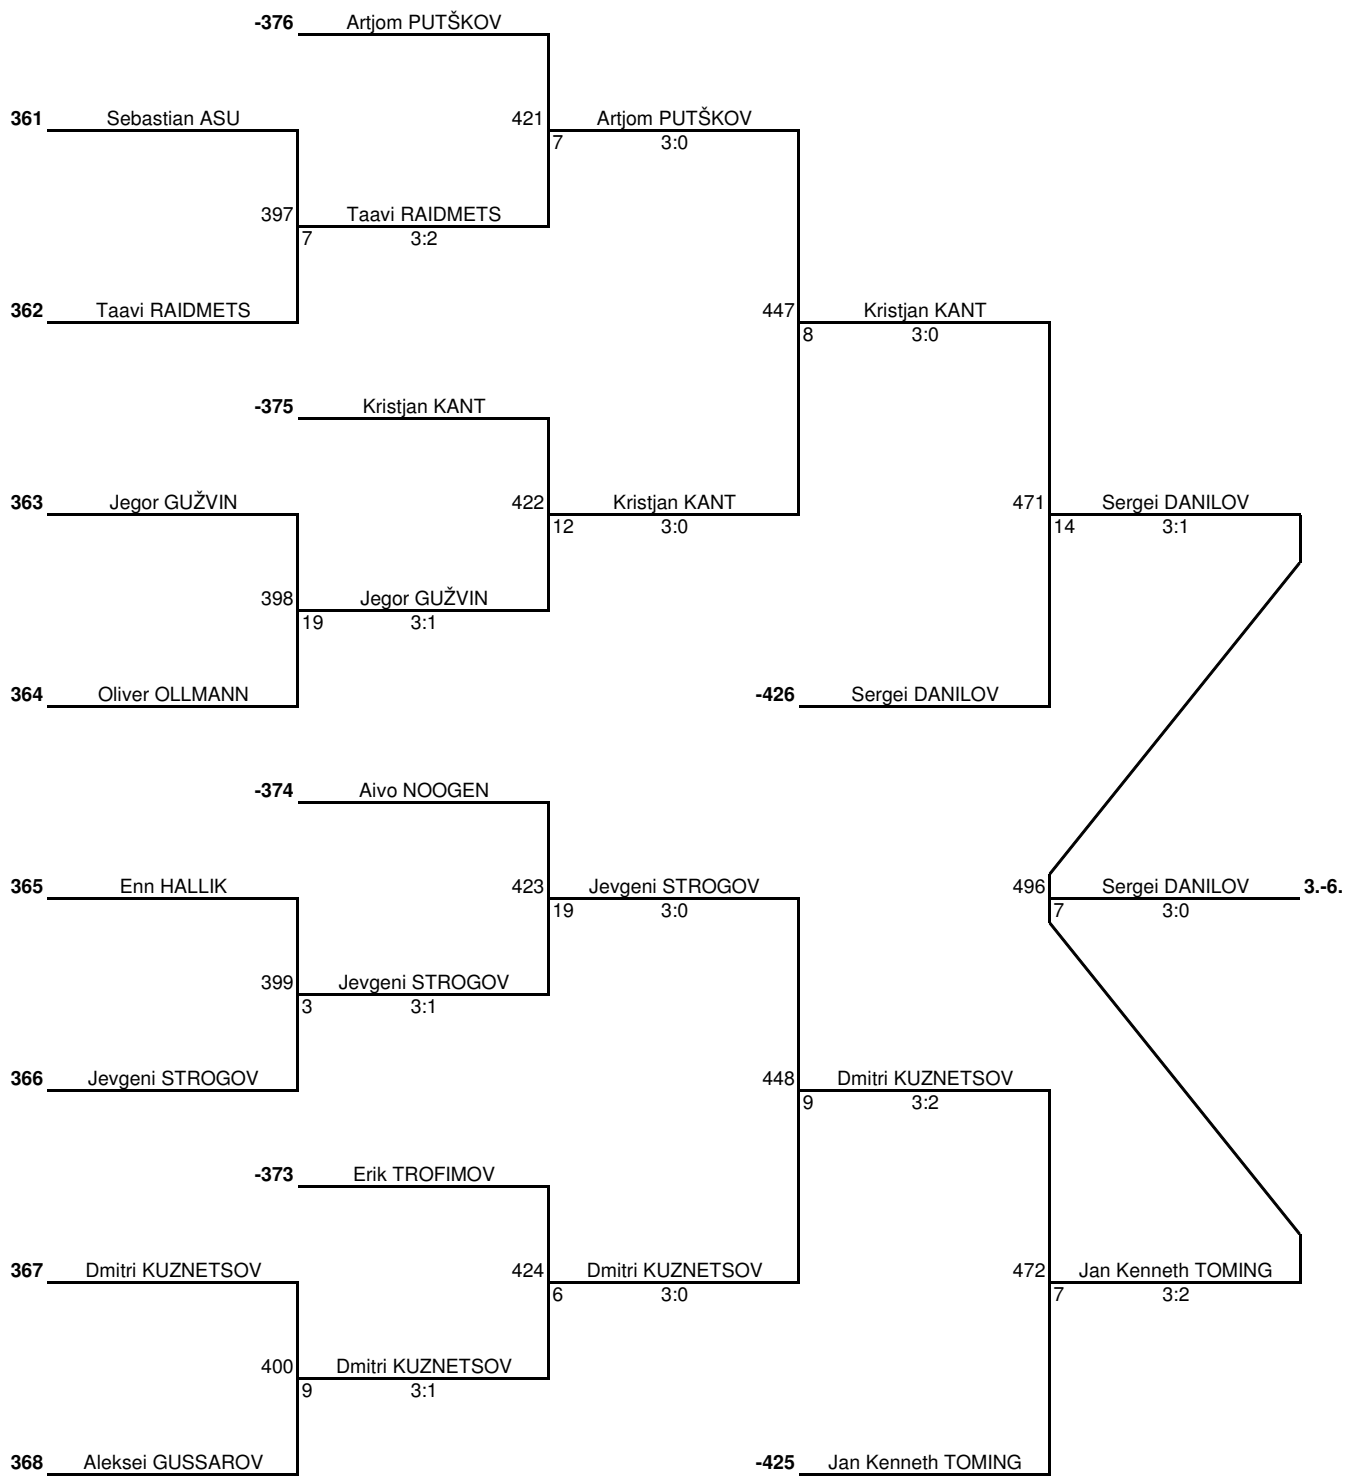 -376 Artjom PUTŠKOV
361 Sebastian ASU 421 Artjom PUTŠKOV
7 3:0
397 Taavi RAIDMETS
7 3:2
362 Taavi RAIDMETS 447 Kristjan KANT
8 3:0
-375 Kristjan KANT
363 Jegor GUŽVIN 422 Kristjan KANT 471 Sergei DANILOV
12 3:0 14 3:1
398 Jegor GUŽVIN
19 3:1
364 Oliver OLLMANN -426 Sergei DANILOV
-374 Aivo NOOGEN
365 Enn HALLIK 423 Jevgeni STROGOV 496 Sergei DANILOV 3.-6.
19 3:0 7 3:0
399 Jevgeni STROGOV
3 3:1
366 Jevgeni STROGOV 448 Dmitri KUZNETSOV
9 3:2
-373 Erik TROFIMOV
367 Dmitri KUZNETSOV 424 Dmitri KUZNETSOV 472 Jan Kenneth TOMING
6 3:0 7 3:2
400 Dmitri KUZNETSOV
9 3:1
368 Aleksei GUSSAROV -425 Jan Kenneth TOMING